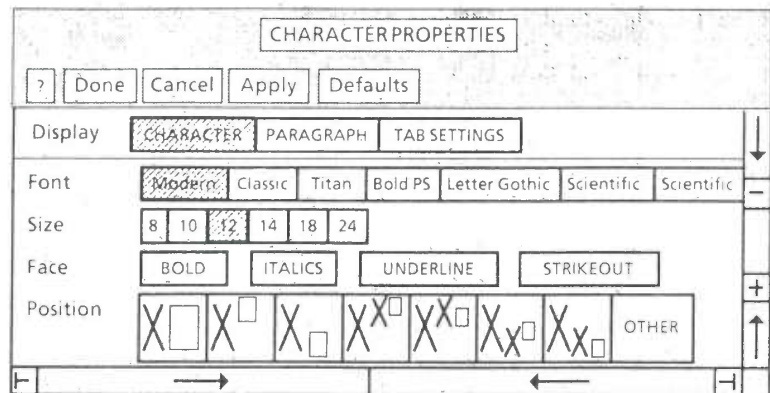 CHARACTER PROPERTIES
? Done Cancel Apply Defaults
Display CHARACTER PARAGRAPH TAB SETTINGS
Font Modern Classic Titan Bold PS Letter Gothic Scientific Scientific
Size 8 10 12 14 18 24
Face BOLD ITALICS UNDERLINE STRIKEOUT
Position OTHER